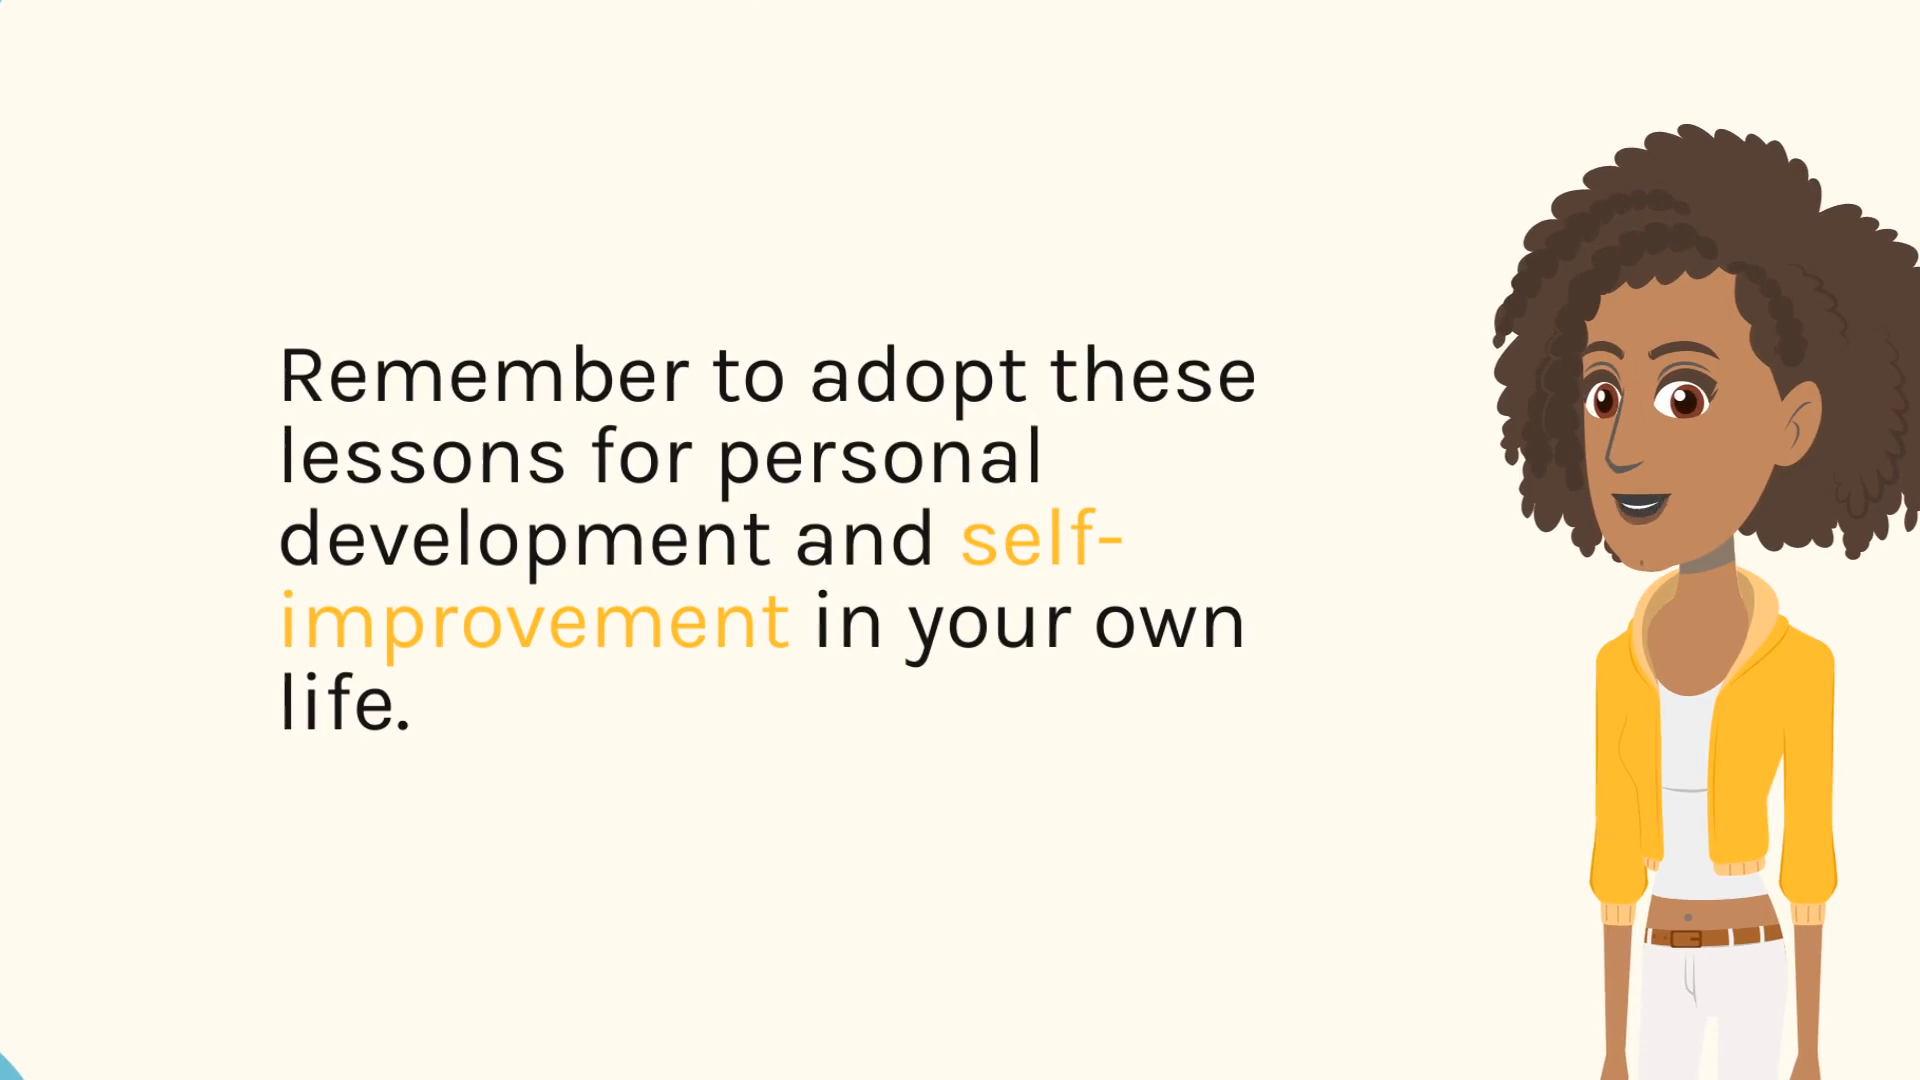 Remember to adopt these
lessons for personal
development and self-
improvement in your own
life.